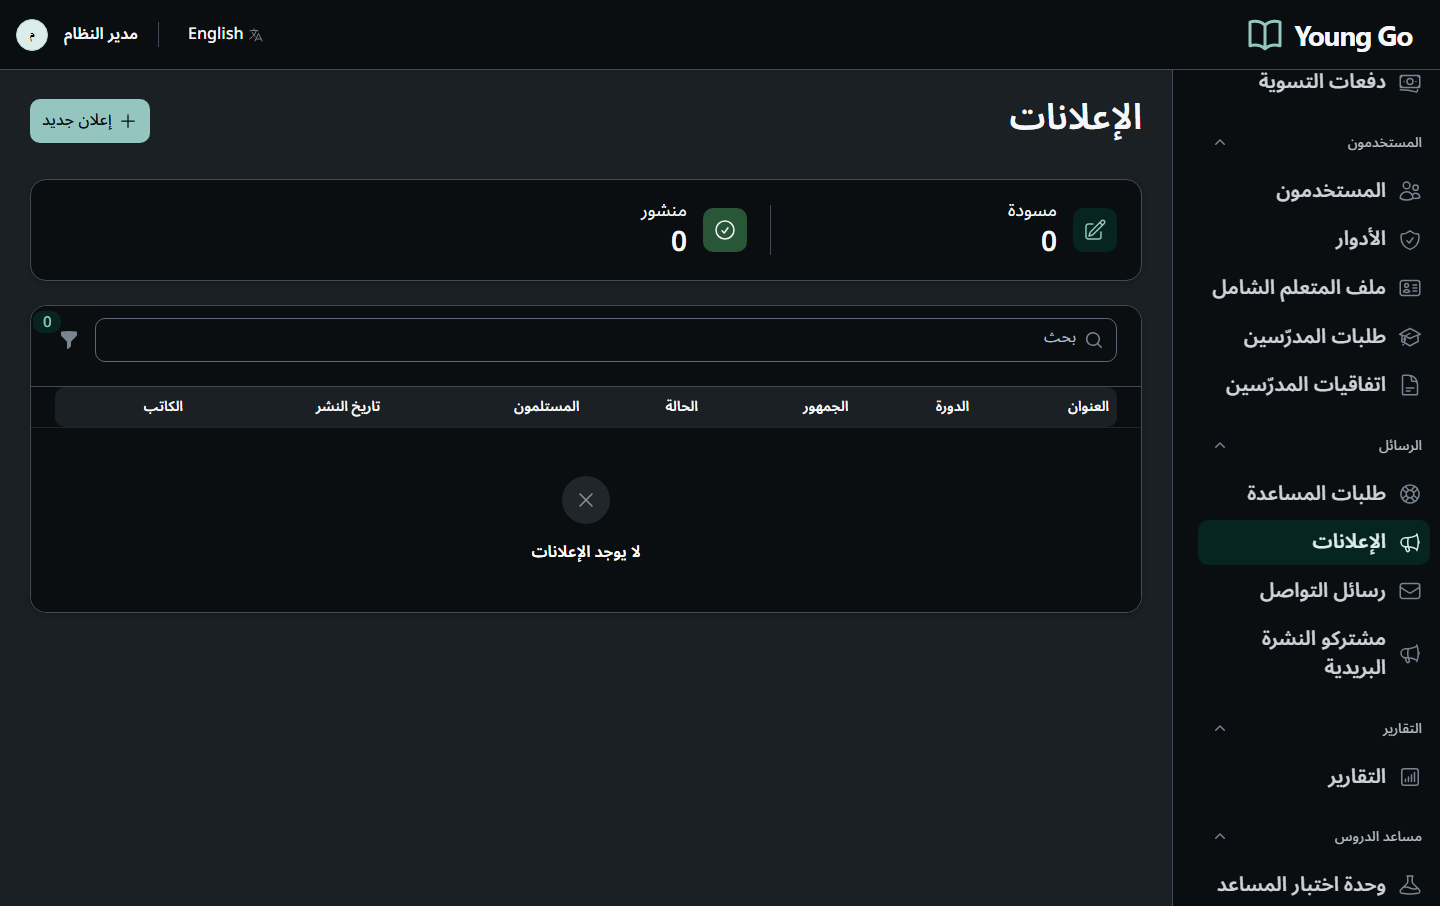 Young Go
English
مدير النظام
م
دفعات التسوية
المستخدمون
المستخدمون
الأدوار
ملف المتعلم الشامل
طلبات المدرّسين
اتفاقيات المدرّسين
الرسائل
طلبات المساعدة
الإعلانات
رسائل التواصل
مشتركو النشرة
البريدية
التقارير
التقارير
مساعد الدروس
وحدة اختبار المساعد
الإعلانات
إعلان جديد
مسودة
0
منشور
0
بحث
0
العنوان الدورة الجمهور الحالة المستلمون تاريخ النشر الكاتب
لا يوجد الإعلانات